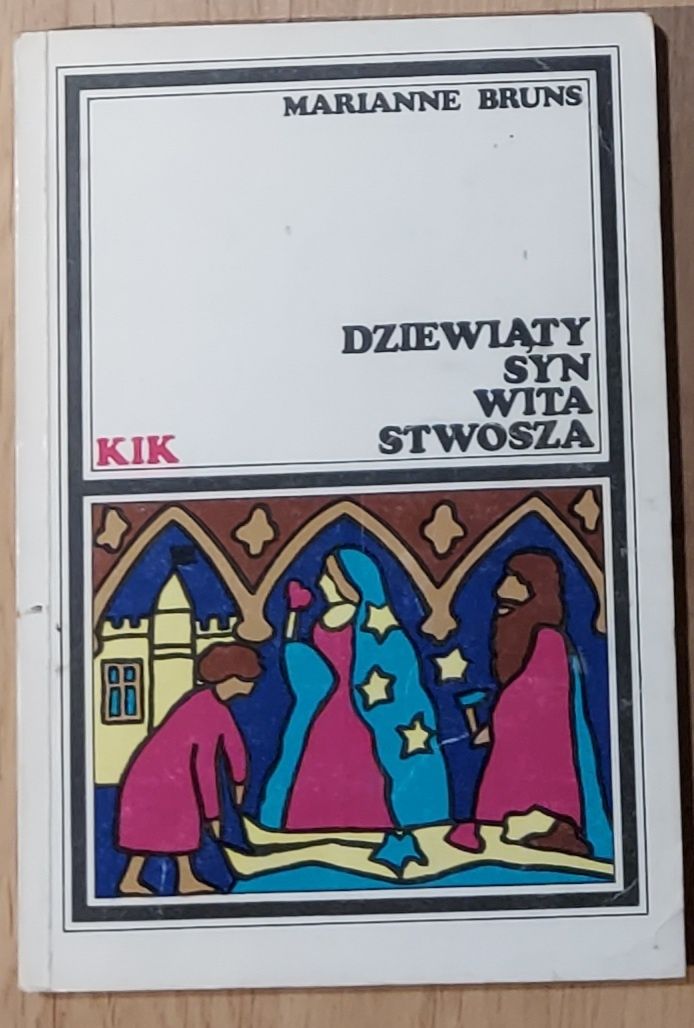 MARIANNE BRUNS
DZIEWIĄTY
SYN
WITA
STWOSZA
KIK